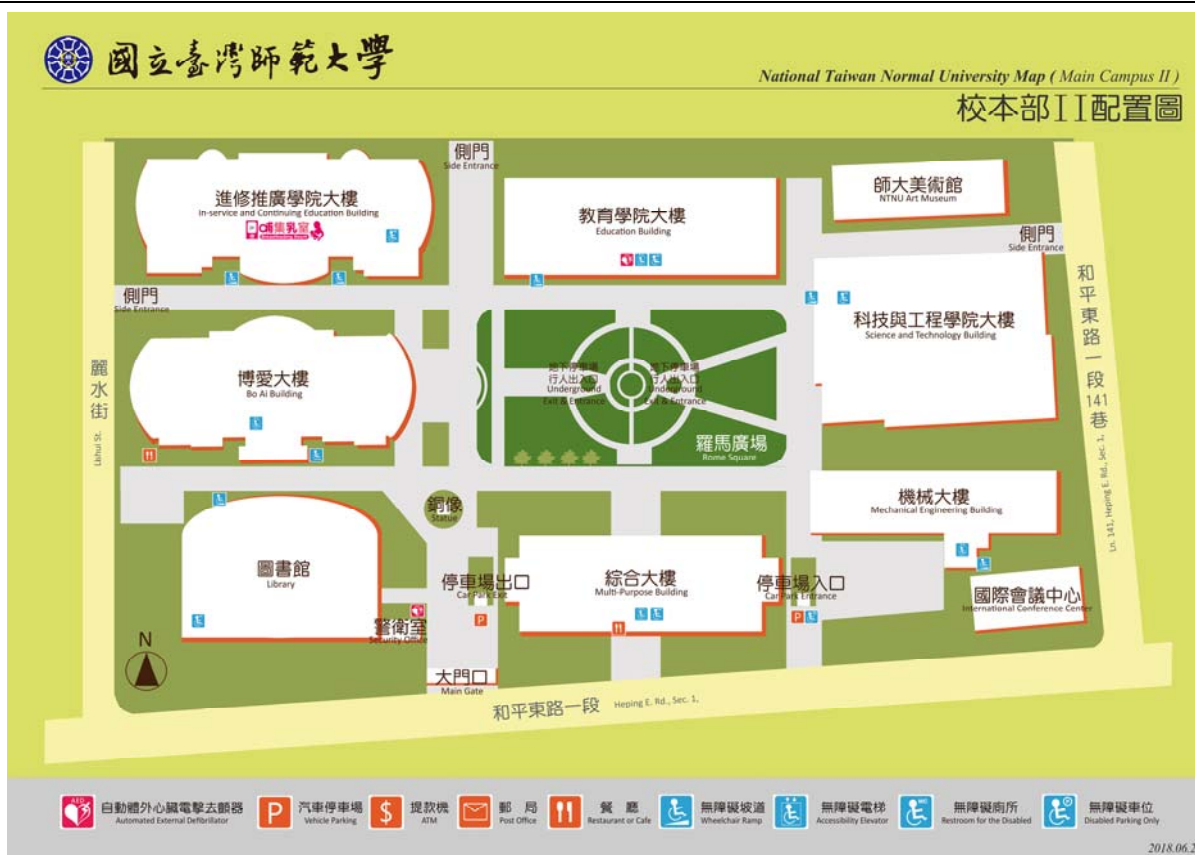 國立臺灣師範大學
National Taiwan Normal University Map ( Main Campus II )
校本部II配置圖
側門
Side Entrance
進修推廣學院大樓
In-service and Continuing Education Building
哺集乳室
教育學院大樓
Education Building
師大美術館
NTNU Art Museum
側門
Side Entrance
側門
Side Entrance
科技與工程學院大樓
Science and Technology Building
和平東路一段141巷
Ln. 141, Heping E. Rd., Sec. 1,
麗水街
Lishui St.
博愛大樓
Bo Ai Building
地下停車場
行人出入口
Underground
Exit & Entrance
地下停車場
行人出入口
Underground
Exit & Entrance
羅馬廣場
Rome Square
銅像
Statue
機械大樓
Mechanical Engineering Building
圖書館
Library
停車場出口
Car Park Exit
綜合大樓
Multi-Purpose Building
停車場入口
Car Park Entrance
國際會議中心
International Conference Center
警衛室
Security Office
N
大門口
Main Gate
和平東路一段 Heping E. Rd., Sec. 1,
AED
自動體外心臟電擊去顫器
Automated External Defibrillator
P
汽車停車場
Vehicle Parking
$
提款機
ATM
郵局
Post Office
餐廳
Restaurant or Cafe
無障礙坡道
Wheelchair Ramp
無障礙電梯
Accessibility Elevator
無障礙廁所
Restroom for the Disabled
無障礙車位
Disabled Parking Only